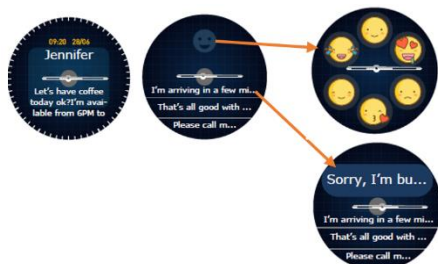 09:20 28/06
Jennifer
Let's have coffee
today ok?I'm avai-
lable from 6PM to
I'm arriving in a few mi...
That's all good with ...
Please call m...
Sorry, I'm bu...
I'm arriving in a few mi...
That's all good with ...
Please call m...